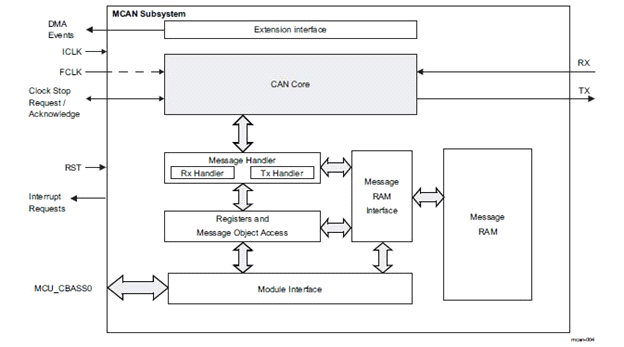 MCAN Subsystem
DMA
Events
Extension interface
ICLK
FCLK
RX
CAN Core
Clock Stop
Request /
Acknowledge
TX
Message Handler
Rx Handler
Tx Handler
RST
Message
RAM
Interface
Interrupt
Requests
Registers and
Message Object Access
Message
RAM
MCU_CBASS0
Module Interface
mcan-004